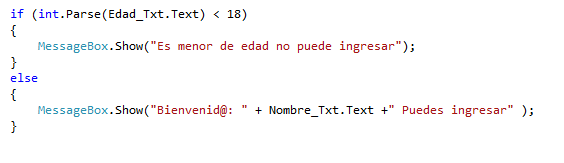 if (int.Parse(Edad_Txt.Text) < 18)
{
    MessageBox.Show("Es menor de edad no puede ingresar");
}
else
{
    MessageBox.Show("Bienvenid@: " + Nombre_Txt.Text +" Puedes ingresar" );
}